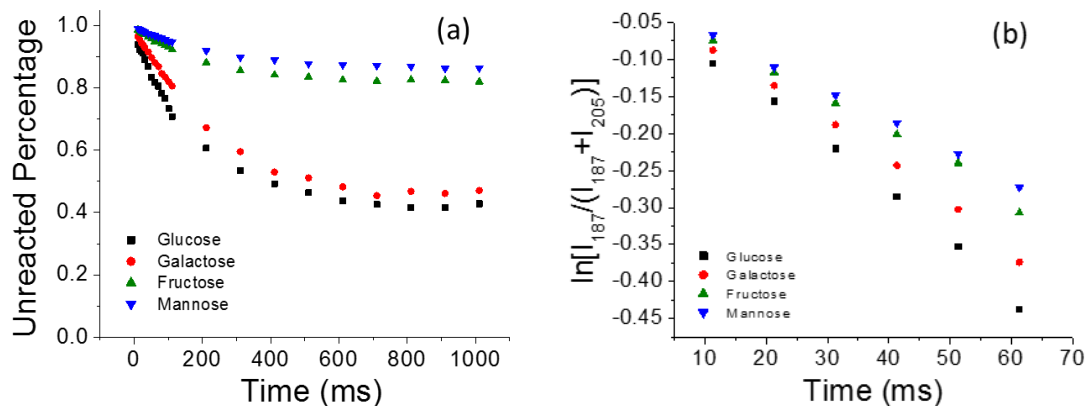 (a)
Unreacted Percentage
1.0
0.8
0.6
0.4
0.2
0.0
Glucose
Galactose
Fructose
Mannose
0 200 400 600 800 1000
Time (ms)
(b)
ln[I187/(I187+I205)]
-0.05
-0.10
-0.15
-0.20
-0.25
-0.30
-0.35
-0.40
-0.45
Glucose
Galactose
Fructose
Mannose
10 20 30 40 50 60 70
Time (ms)